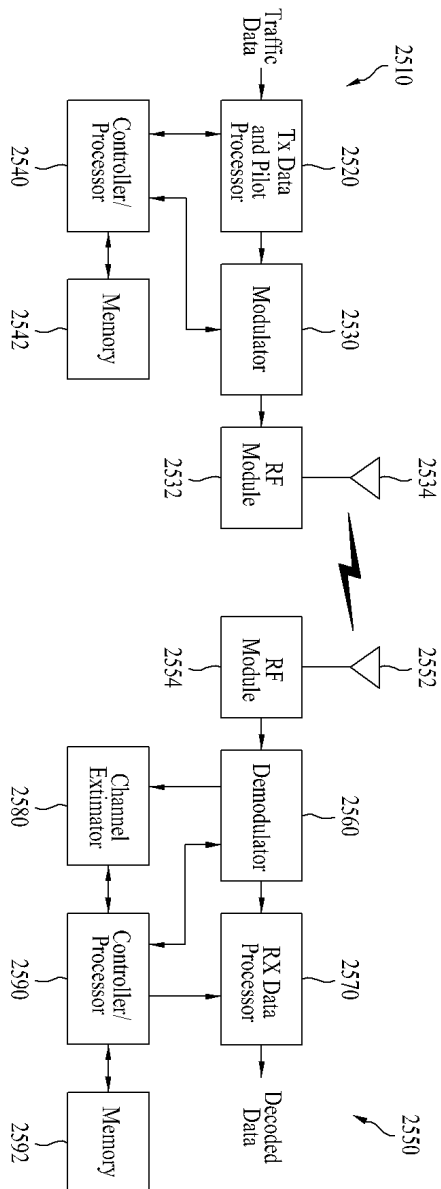 2510
Traffic
Data
2520
Tx Data
and Pilot
Processor
2530
Modulator
2532
RF
Module
2534
2540
Controller/
Processor
2542
Memory
2550
2552
2554
RF
Module
2560
Demodulator
2570
RX Data
Processor
Decoded
Data
2580
Channel
Extimator
2590
Controller/
Processor
2592
Memory